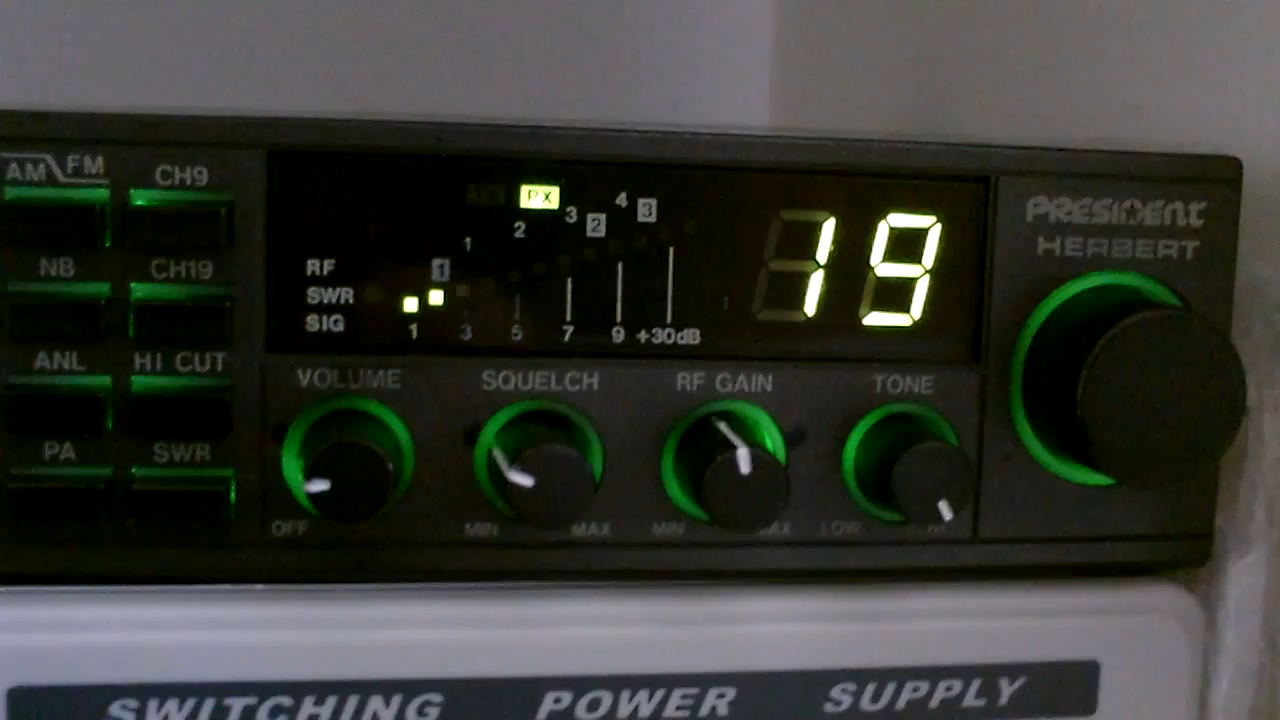 AM FM CH9
RX
4 3
3 2
2
1
1
19
PRESIDENT
HERBERT
NB CH19
RF
SWR
SIG
1 3 5 7 9 +30dB
ANL HI CUT
VOLUME SQUELCH RF GAIN TONE
PA SWR
OFF MIN MAX MIN LOW
SWITCHING POWER SUPPLY